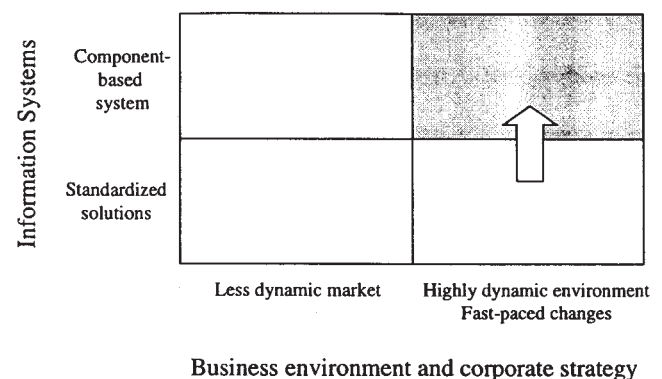 Information Systems
Component-
based
system
Standardized
solutions
Less dynamic market
Highly dynamic environment
Fast-paced changes
Business environment and corporate strategy